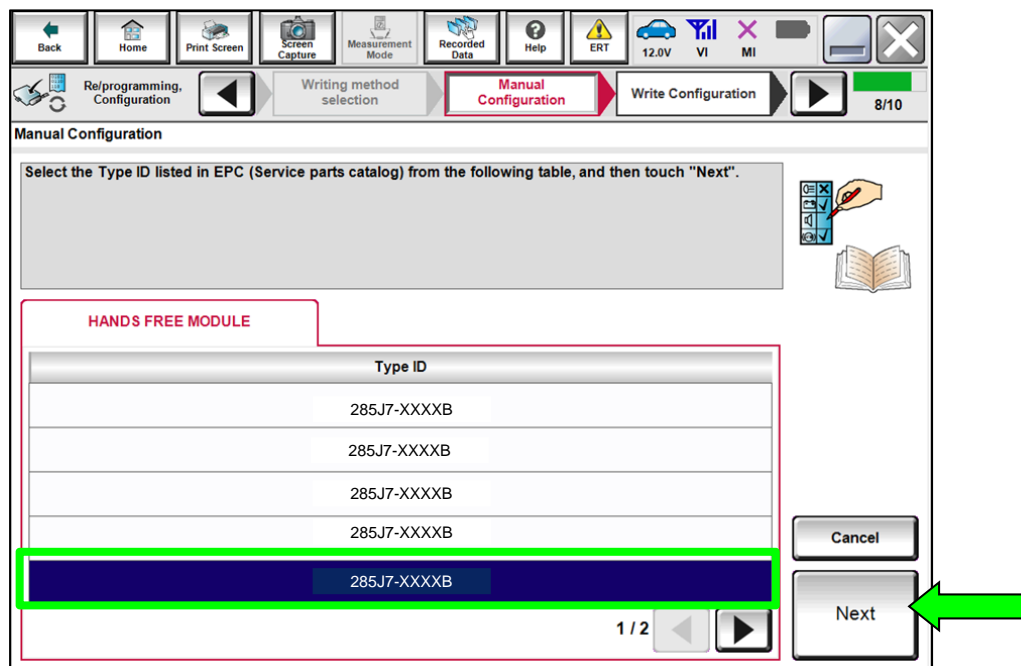 Back
Home
Print Screen
Screen
Capture
Measurement
Mode
Recorded
Data
Help
ERT
12.0V
VI
MI
Re/programming,
Configuration
Writing method
selection
Manual
Configuration
Write Configuration
8/10
Manual Configuration
Select the Type ID listed in EPC (Service parts catalog) from the following table, and then touch "Next".
HANDS FREE MODULE
Type ID
285J7-XXXXB
285J7-XXXXB
285J7-XXXXB
285J7-XXXXB
285J7-XXXXB
Cancel
Next
1 / 2